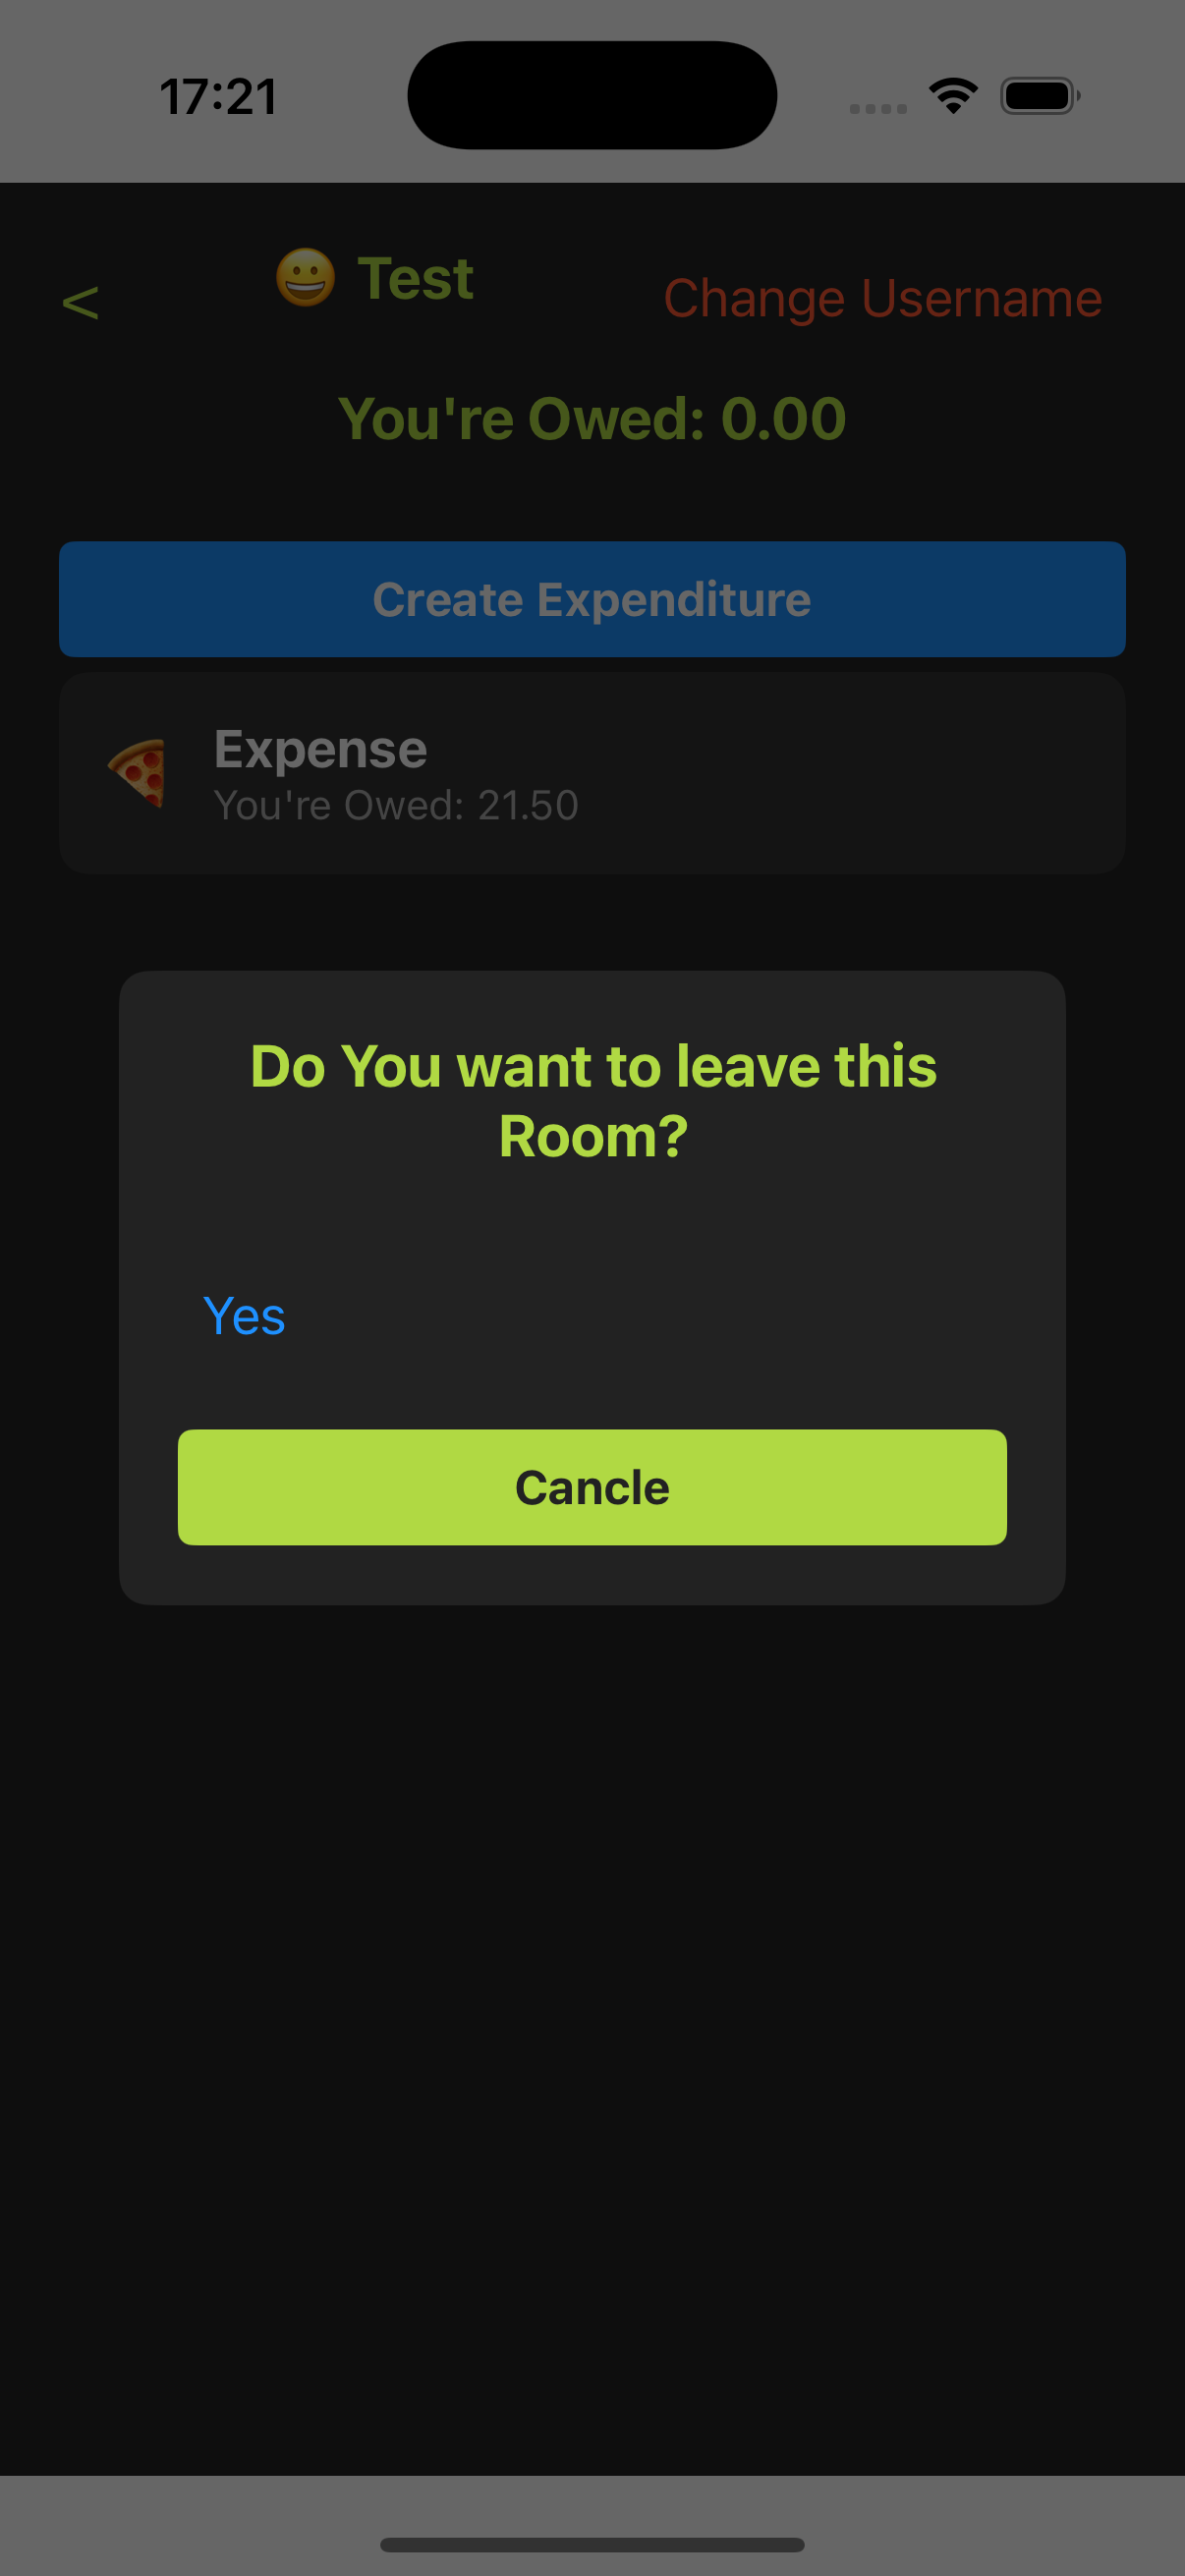 17:21
<
😀 Test
Change Username
You're Owed: 0.00
Create Expenditure
🍕
Expense
You're Owed: 21.50
Do You want to leave this
Room?
Yes
Cancle